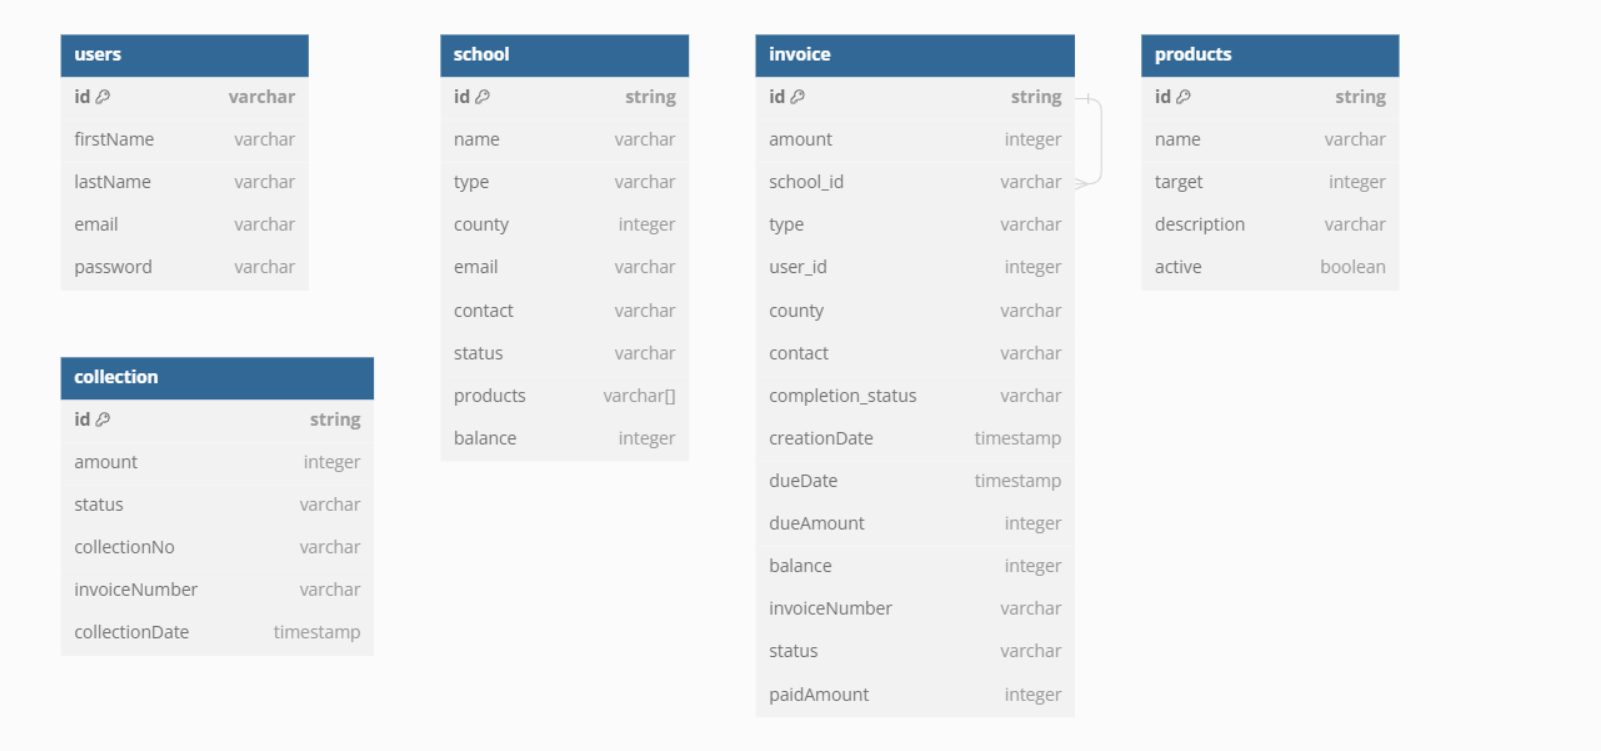 users
id varchar
firstName varchar
lastName varchar
email varchar
password varchar
collection
id string
amount integer
status varchar
collectionNo varchar
invoiceNumber varchar
collectionDate timestamp
school
id string
name varchar
type varchar
county integer
email varchar
contact varchar
status varchar
products varchar[]
balance integer
invoice
id string
amount integer
school_id varchar
type varchar
user_id integer
county varchar
contact varchar
completion_status varchar
creationDate timestamp
dueDate timestamp
dueAmount integer
balance integer
invoiceNumber varchar
status varchar
paidAmount integer
products
id string
name varchar
target integer
description varchar
active boolean